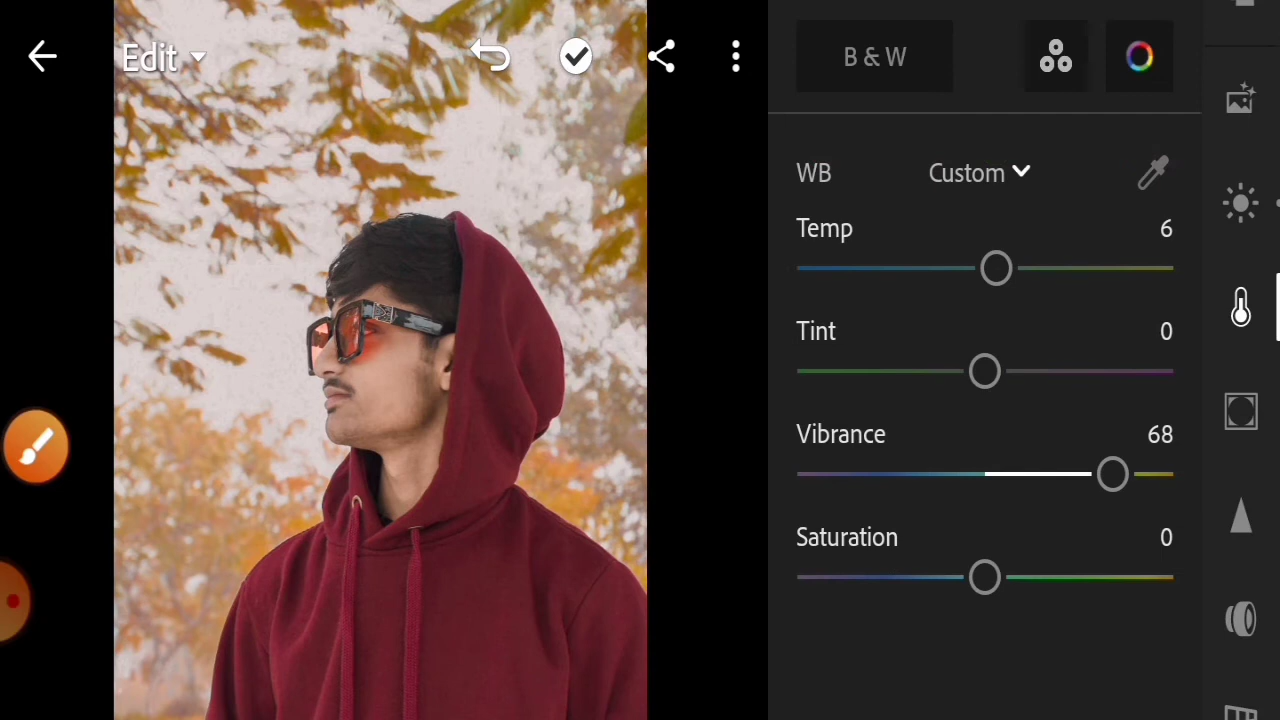 Edit
B & W
WB Custom
Temp 6
Tint 0
Vibrance 68
Saturation 0